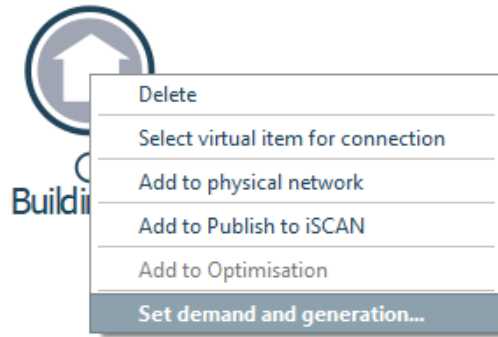 Delete
Select virtual item for connection
Add to physical network
Add to Publish to iSCAN
Add to Optimisation
Set demand and generation...